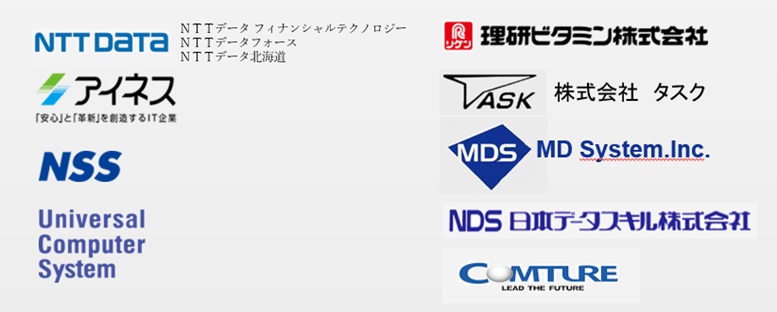 NTT DATA
NTTデータ フィナンシャルテクノロジー
NTTデータフォース
NTTデータ北海道
アイネス
「安心」と「革新」を創造するIT企業
NSS
Universal
Computer
System
リケン 理研ビタミン株式会社
TASK 株式会社 タスク
MDS MD System.Inc.
NDS 日本データスキル株式会社
COMTURE
LEAD THE FUTURE